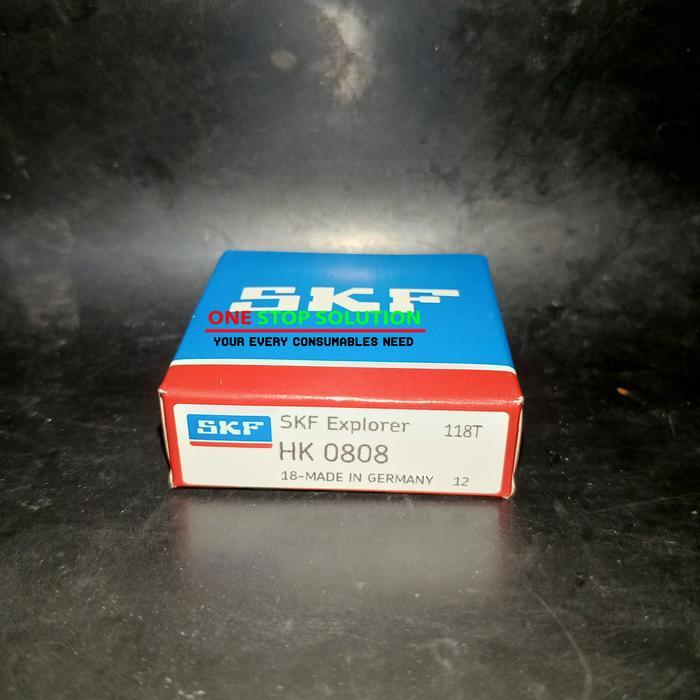 SKF
ONE STOP SOLUTION
YOUR EVERY CONSUMABLES NEED
SKF
SKF Explorer
118T
HK 0808
18-MADE IN GERMANY
12